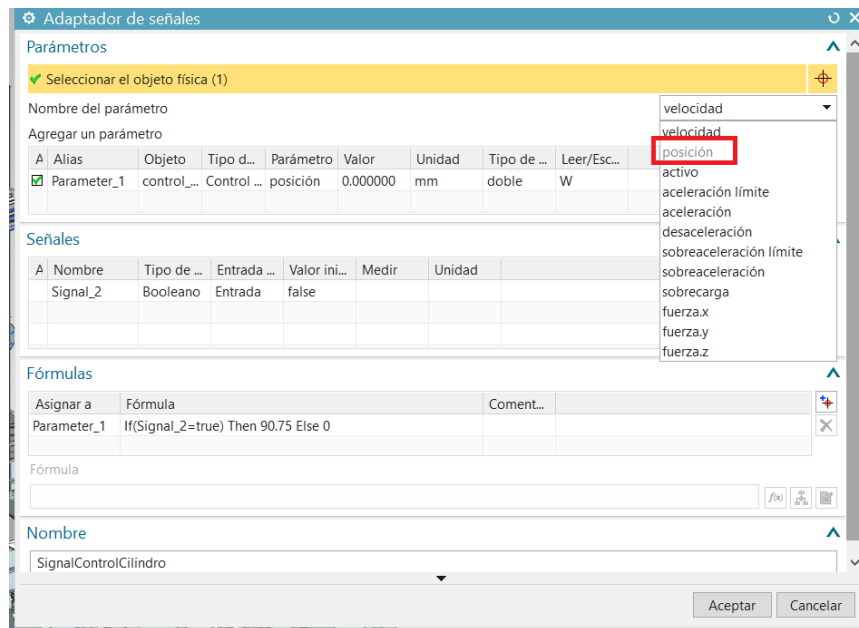 Adaptador de señales
Parámetros
Seleccionar el objeto física (1)
Nombre del parámetro velocidad
Agregar un parámetro
velocidad
posición
activo
aceleración límite
aceleración
desaceleración
sobreaceleración límite
sobreaceleración
sobrecarga
fuerza.x
fuerza.y
fuerza.z
A Alias Objeto Tipo d... Parámetro Valor Unidad Tipo de ... Leer/Esc...
Parameter_1 control_... Control ... posición 0.000000 mm doble W
Señales
A Nombre Tipo de ... Entrada ... Valor ini... Medir Unidad
Signal_2 Booleano Entrada false
Fórmulas
Asignar a Fórmula Coment...
Parameter_1 If(Signal_2=true) Then 90.75 Else 0
Fórmula
f(x)
Nombre
SignalControlCilindro
Aceptar Cancelar